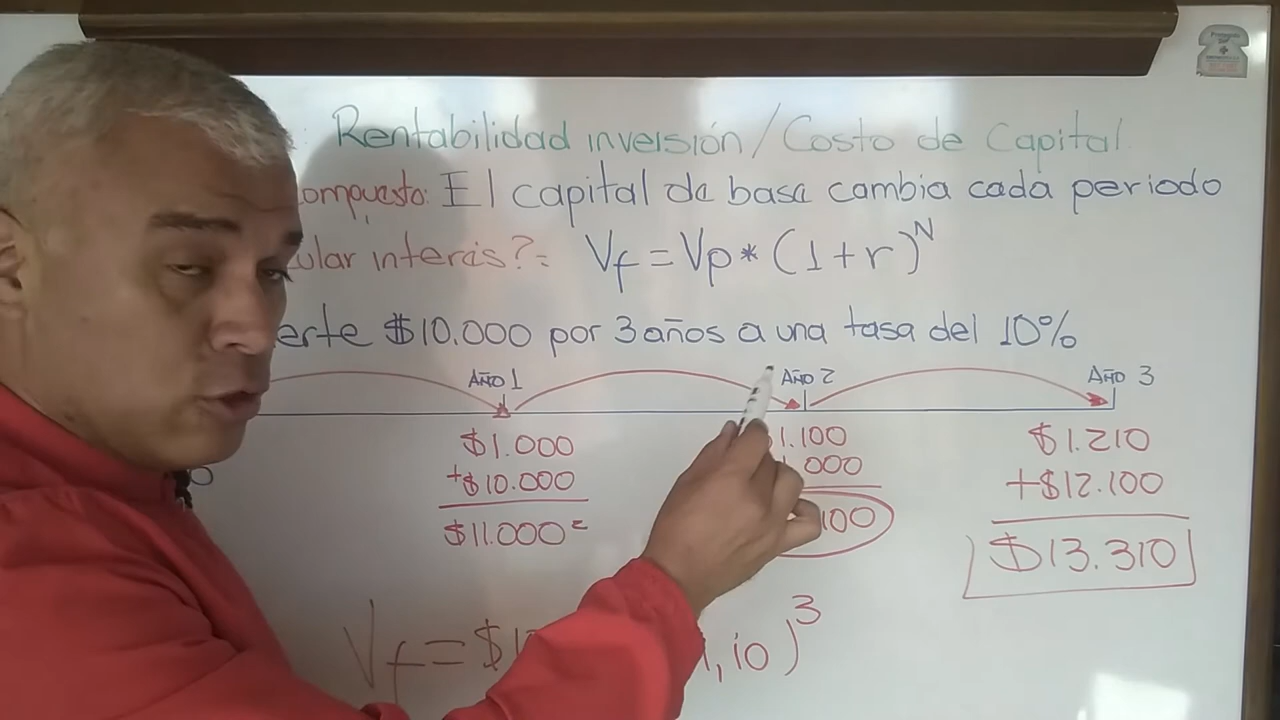 Rentabilidad inversión / Costo de Capital
ompuesto: El capital de base cambia cada periodo
ular interés?= Vf = Vp * (1+r)^N
erte $10.000 por 3 años a una tasa del 10%
AÑO 1 AÑO 2 AÑO 3
$1.000 1.100 $1.210
+$10.000 000 +$12.100
$11.000= 100 $13.310
Vf = $1 1,10)^3